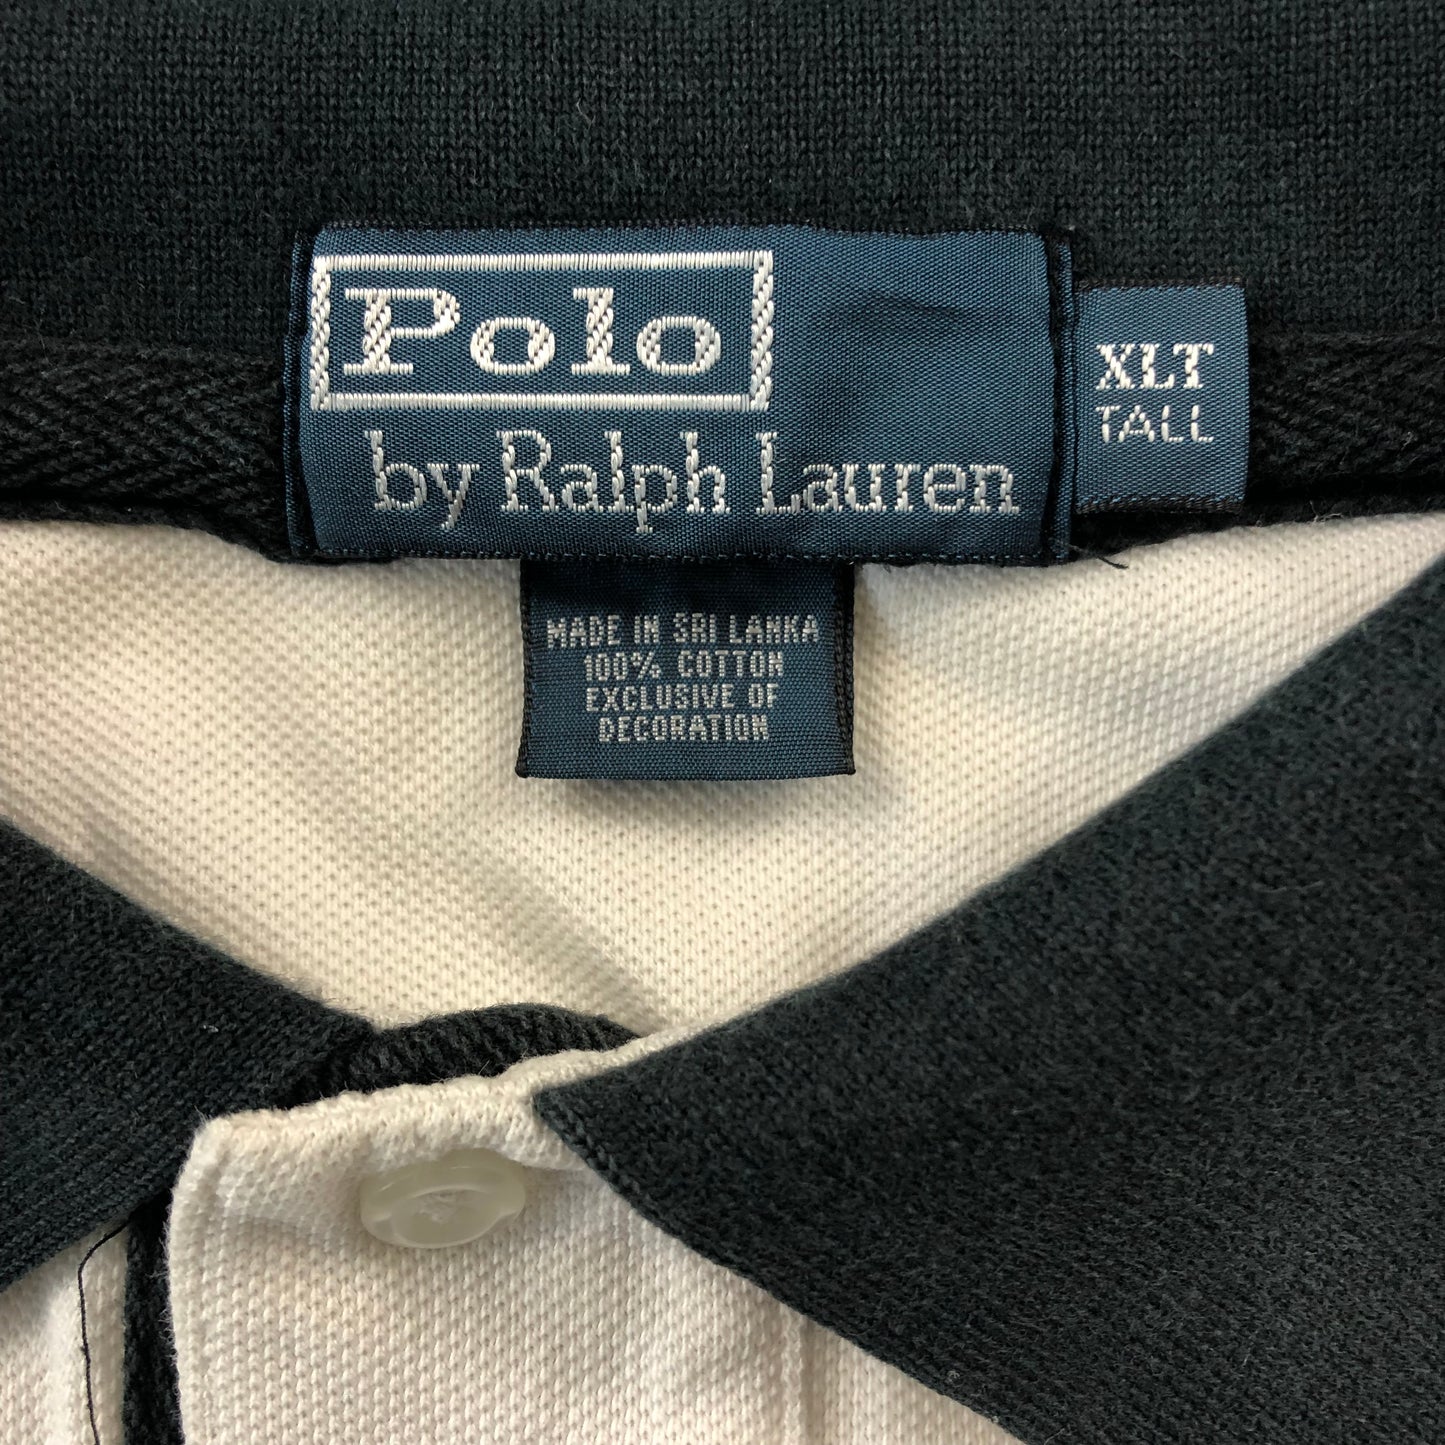 Polo
by Ralph Lauren
XLT
TALL
MADE IN SRI LANKA
100% COTTON
EXCLUSIVE OF
DECORATION